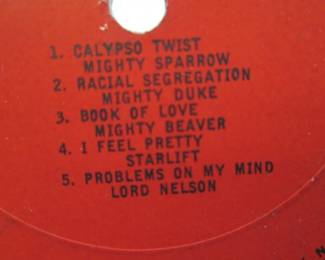 1. CALYPSO TWIST
MIGHTY SPARROW
2. RACIAL SEGREGATION
MIGHTY DUKE
3. BOOK OF LOVE
MIGHTY BEAVER
4. I FEEL PRETTY
STARLIFT
5. PROBLEMS ON MY MIND
LORD NELSON